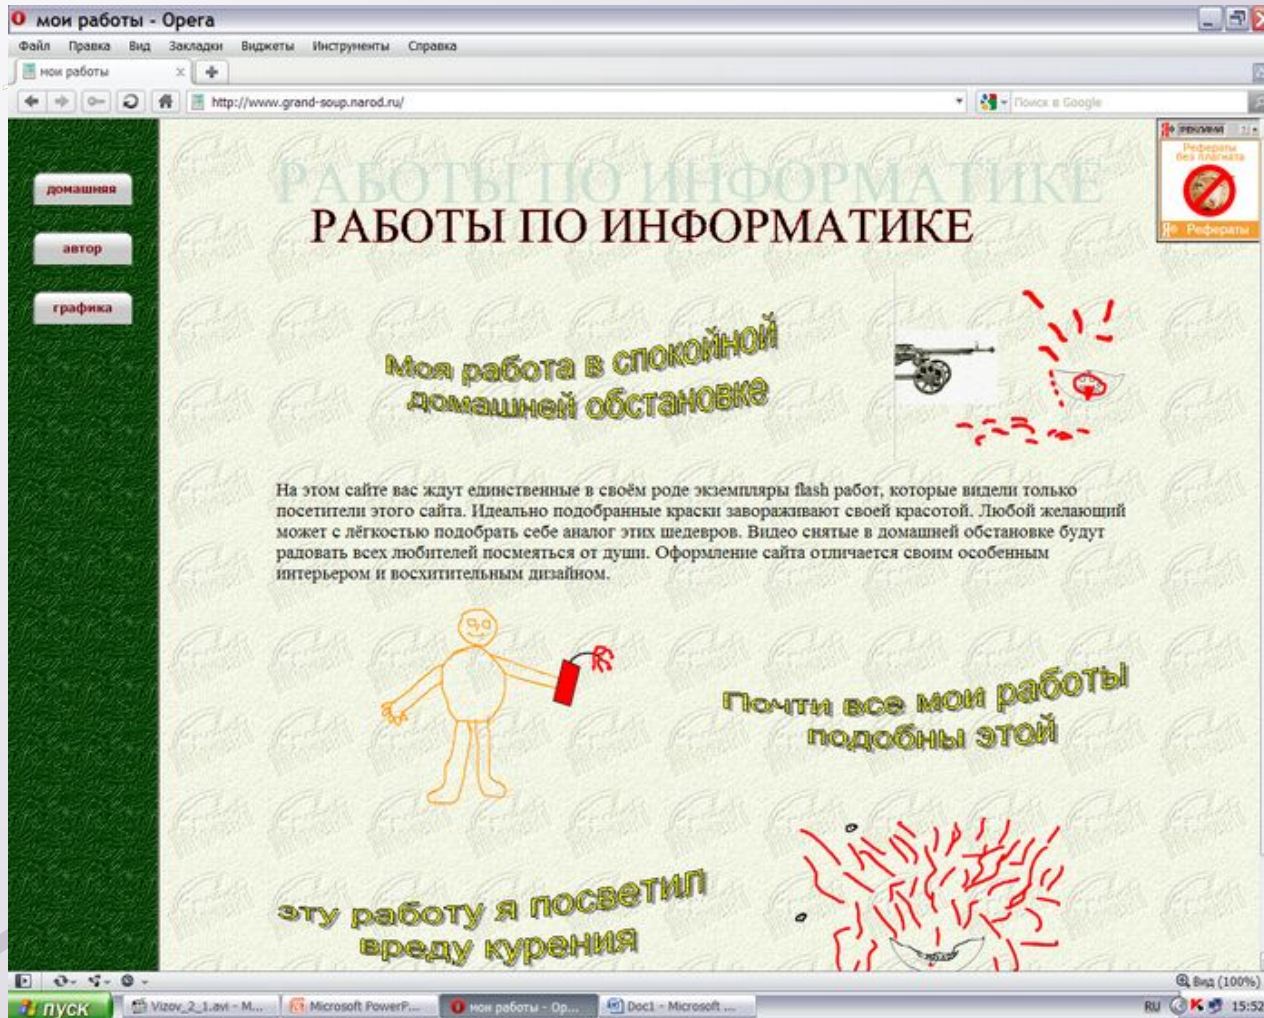 мои работы - Opera
Файл Правка Вид Закладки Виджеты Инструменты Справка
мои работы
http://www.grand-soup.narod.ru/
Поиск в Google
РЕКЛАМА
Рефераты
без плагиата
Я Рефераты
домашняя
автор
графика
РАБОТЫ ПО ИНФОРМАТИКЕ
Моя работа в спокойной
домашней обстановке
На этом сайте вас ждут единственные в своём роде экземпляры flash работ, которые видели только
посетители этого сайта. Идеально подобранные краски завораживают своей красотой. Любой желающий
может с лёгкостью подобрать себе аналог этих шедевров. Видео снятые в домашней обстановке будут
радовать всех любителей посмеяться от души. Оформление сайта отличается своим особенным
интерьером и восхитительным дизайном.
Почти все мои работы
подобны этой
эту работу я посветил
вреду курения
Вид (100%)
пуск
Vizov_2_1.avi - M...
Microsoft PowerP...
мои работы - Op...
Doc1 - Microsoft ...
RU
15:52